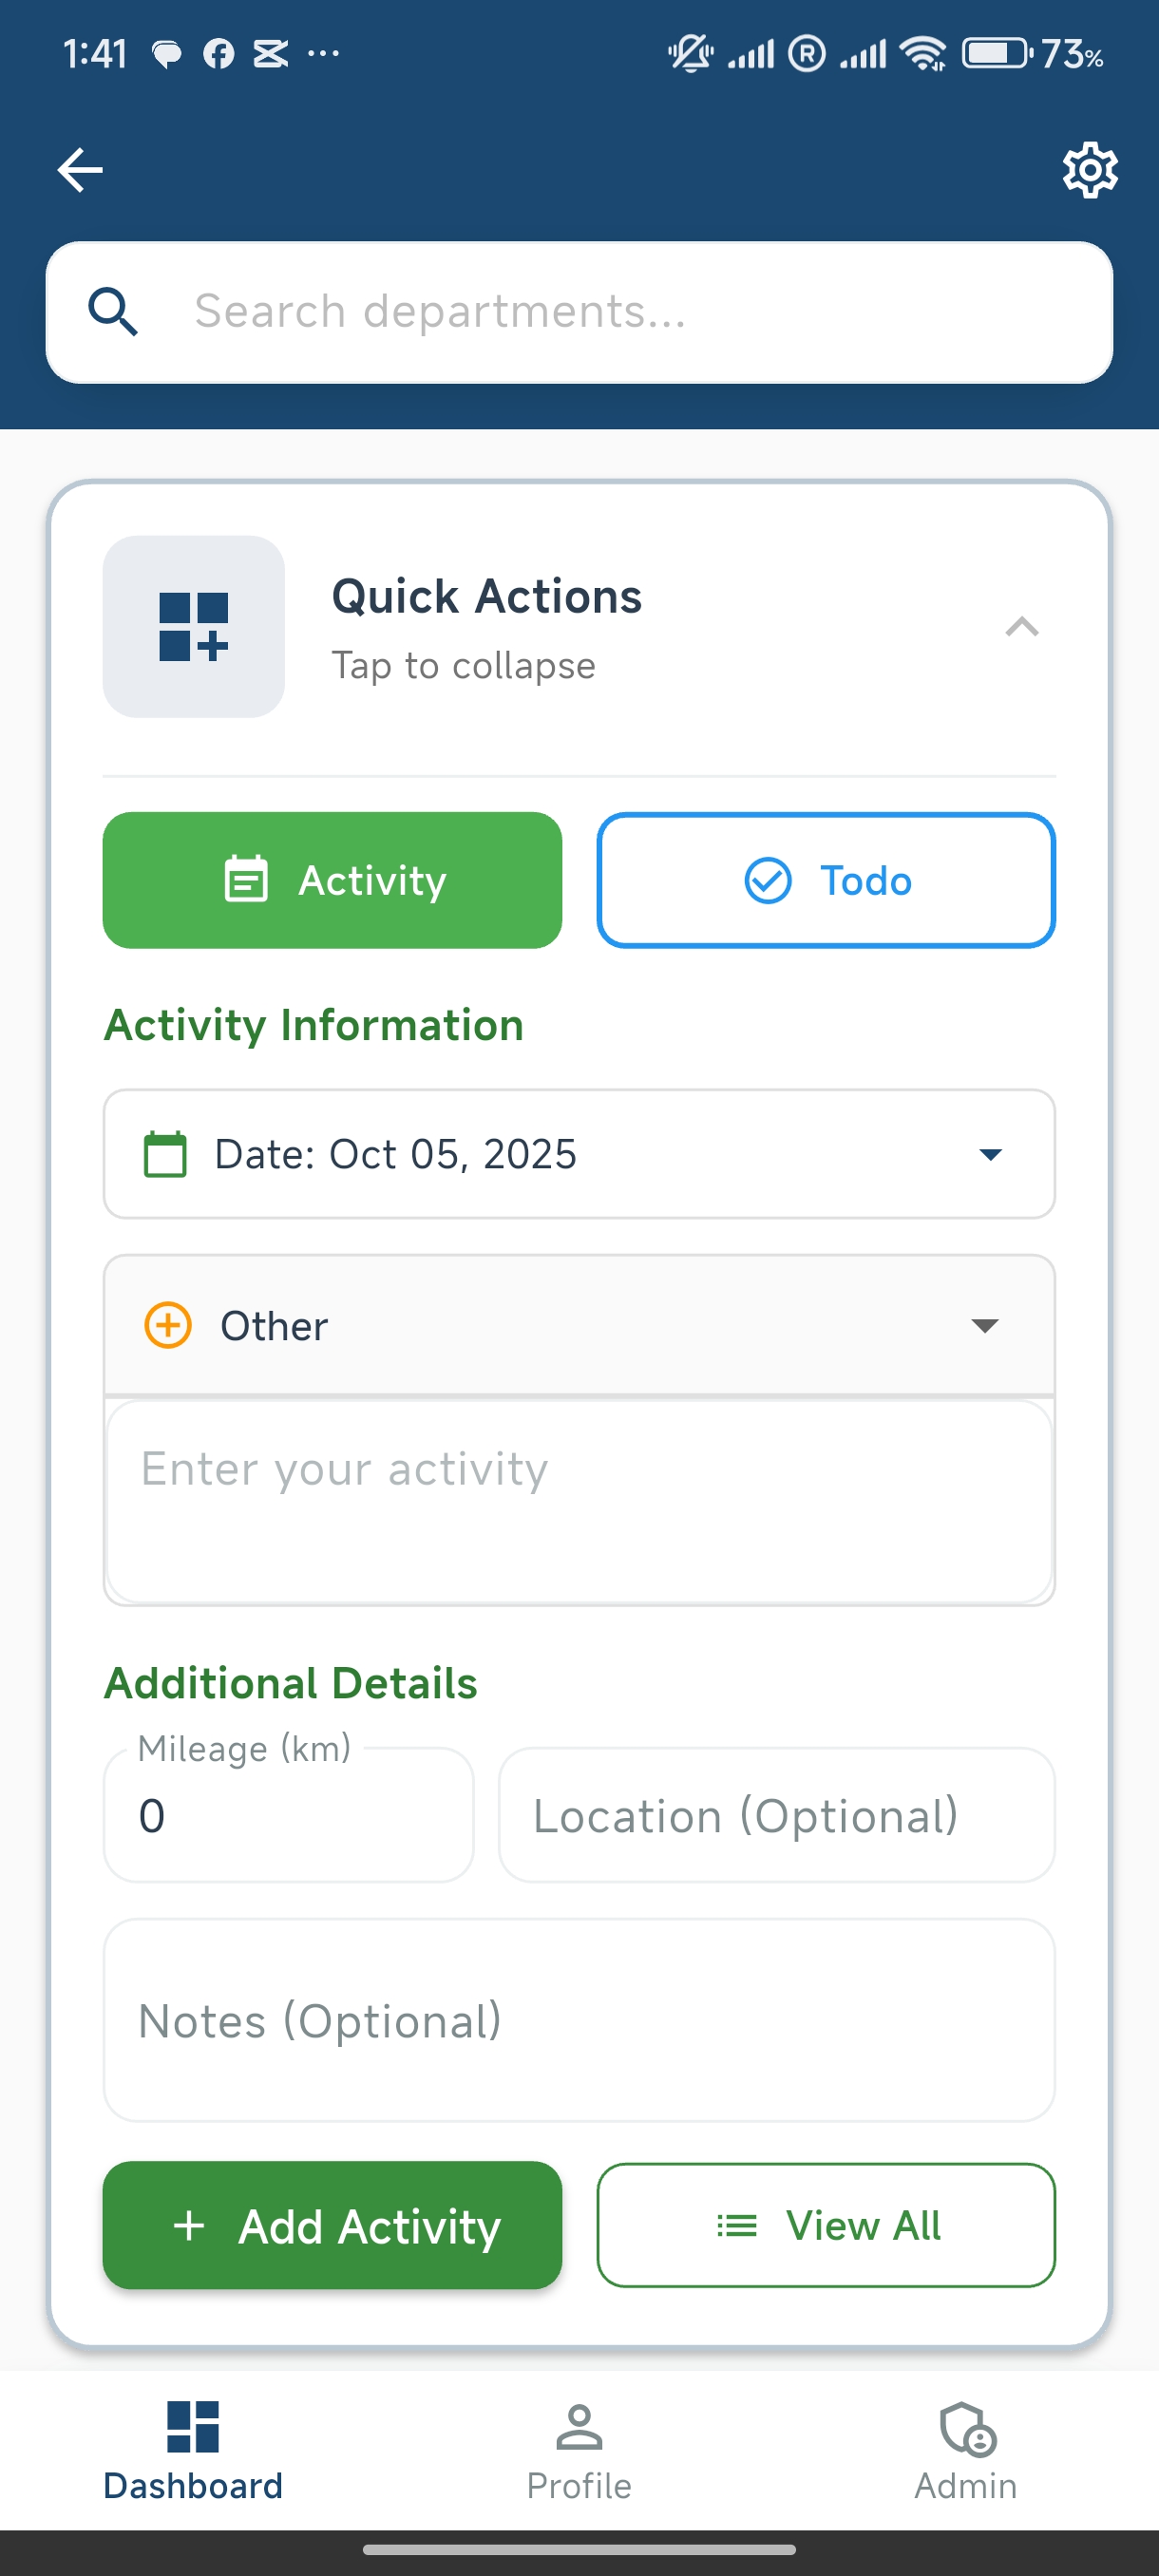 1:41
73%
Search departments...
Quick Actions
Tap to collapse
Activity
Todo
Activity Information
Date: Oct 05, 2025
Other
Enter your activity
Additional Details
Mileage (km)
0
Location (Optional)
Notes (Optional)
+ Add Activity
View All
Dashboard
Profile
Admin